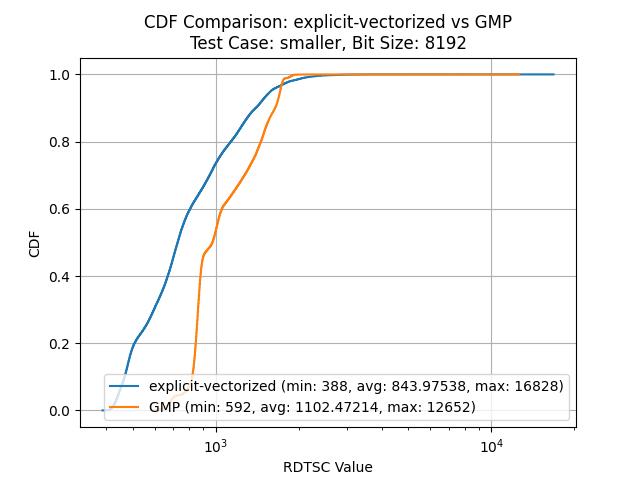 CDF Comparison: explicit-vectorized vs GMP
Test Case: smaller, Bit Size: 8192
CDF
1.0
0.8
0.6
0.4
0.2
0.0
explicit-vectorized (min: 388, avg: 843.97538, max: 16828)
GMP (min: 592, avg: 1102.47214, max: 12652)
10³ 10⁴
RDTSC Value